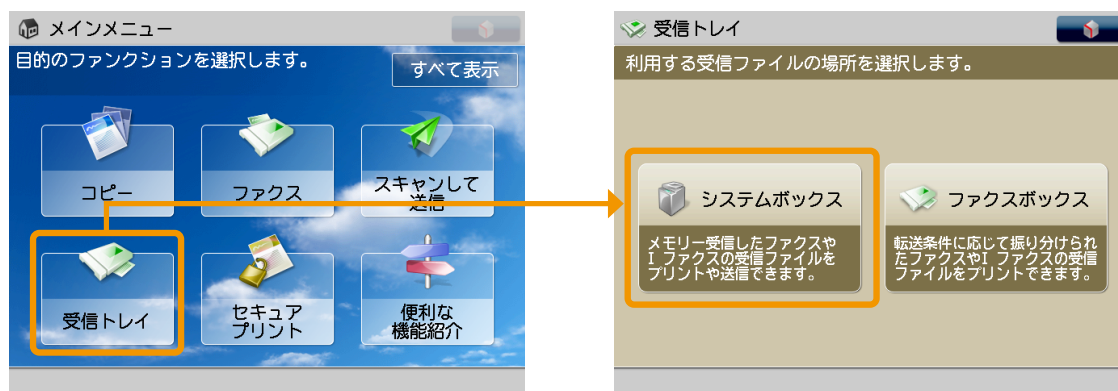 メインメニュー
目的のファンクションを選択します。
すべて表示
コピー
ファクス
スキャンして
送信
受信トレイ
セキュア
プリント
便利な
機能紹介
受信トレイ
利用する受信ファイルの場所を選択します。
システムボックス
メモリー受信したファクスや
I ファクスの受信ファイルを
プリントや送信できます。
ファクスボックス
転送条件に応じて振り分けられ
たファクスやI ファクスの受信
ファイルをプリントできます。